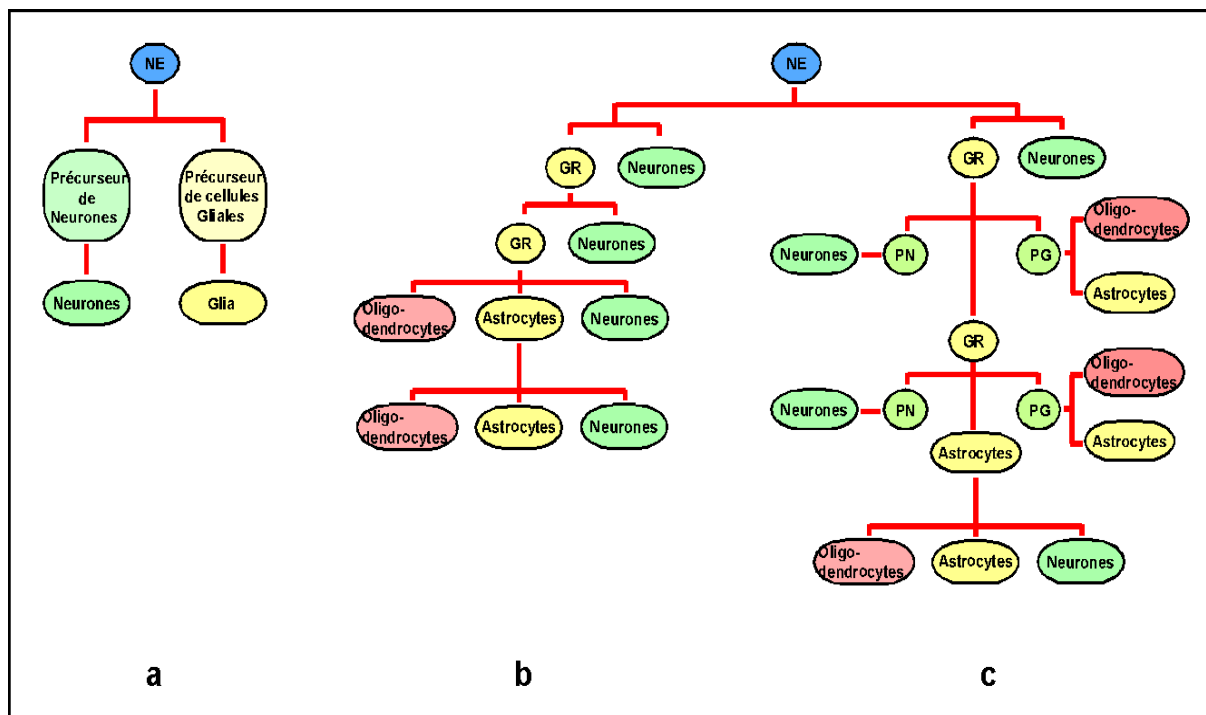 NE
Précurseur
de
Neurones
Précurseur
de cellules
Gliales
Neurones
Glia
a
NE
GR
Neurones
GR
Neurones
Oligo-
dendrocytes
Astrocytes
Neurones
Oligo-
dendrocytes
Astrocytes
Neurones
b
GR
Neurones
Neurones
PN
PG
Oligo-
dendrocytes
Astrocytes
GR
Neurones
PN
PG
Oligo-
dendrocytes
Astrocytes
Astrocytes
Oligo-
dendrocytes
Astrocytes
Neurones
c